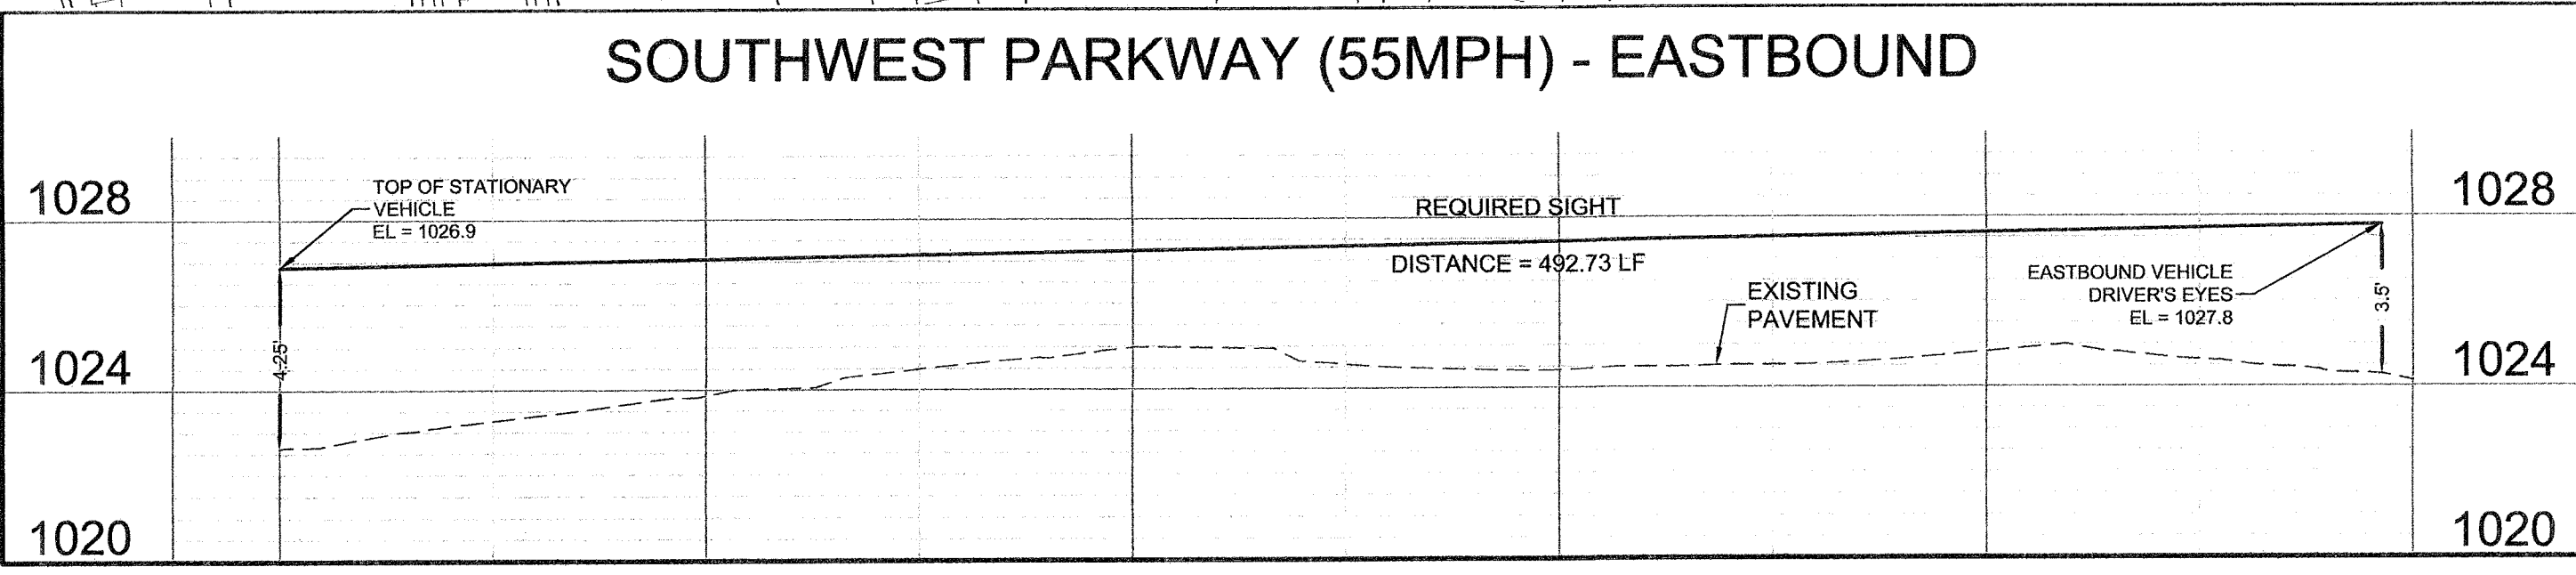 SOUTHWEST PARKWAY (55MPH) - EASTBOUND
1028
TOP OF STATIONARY
VEHICLE
EL = 1026.9
REQUIRED SIGHT
DISTANCE = 492.73 LF
1028
EXISTING
PAVEMENT
EASTBOUND VEHICLE
DRIVER'S EYES
EL = 1027.8
3.5'
4.25'
1024
1024
1020
1020